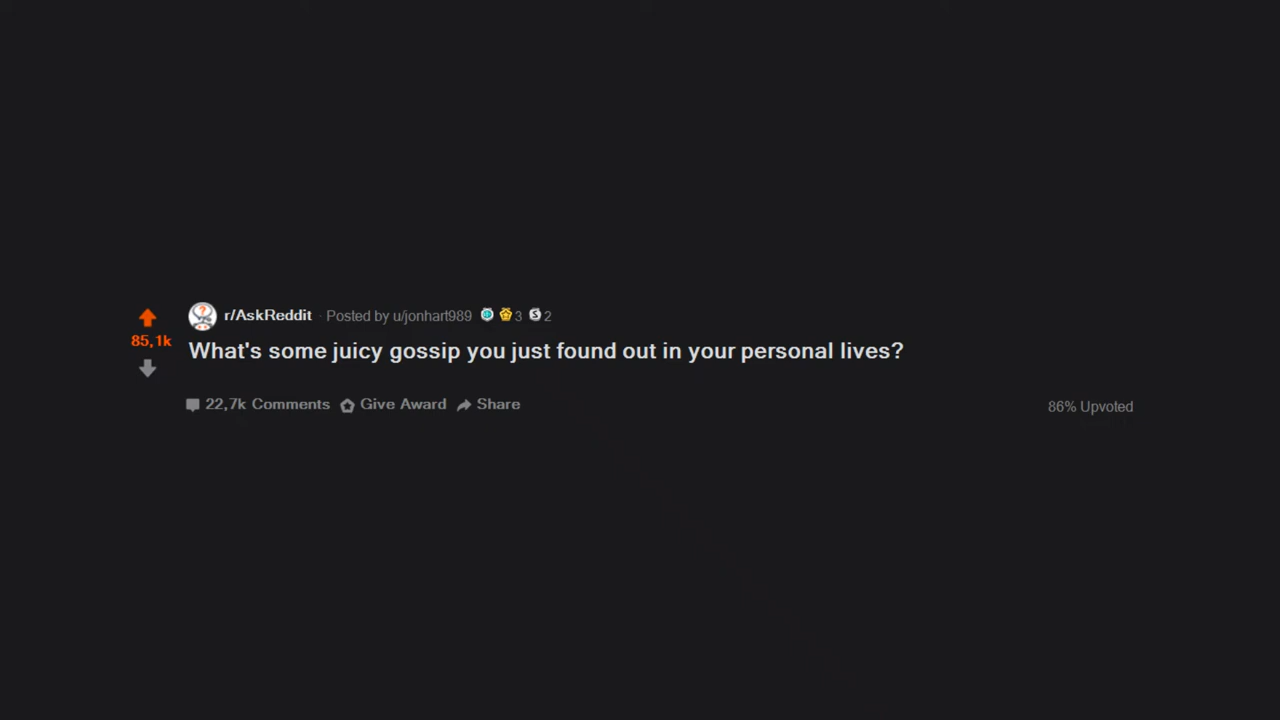 r/AskReddit · Posted by u/jonhart989 3 S 2
85,1k
What's some juicy gossip you just found out in your personal lives?
22,7k Comments Give Award Share
86% Upvoted